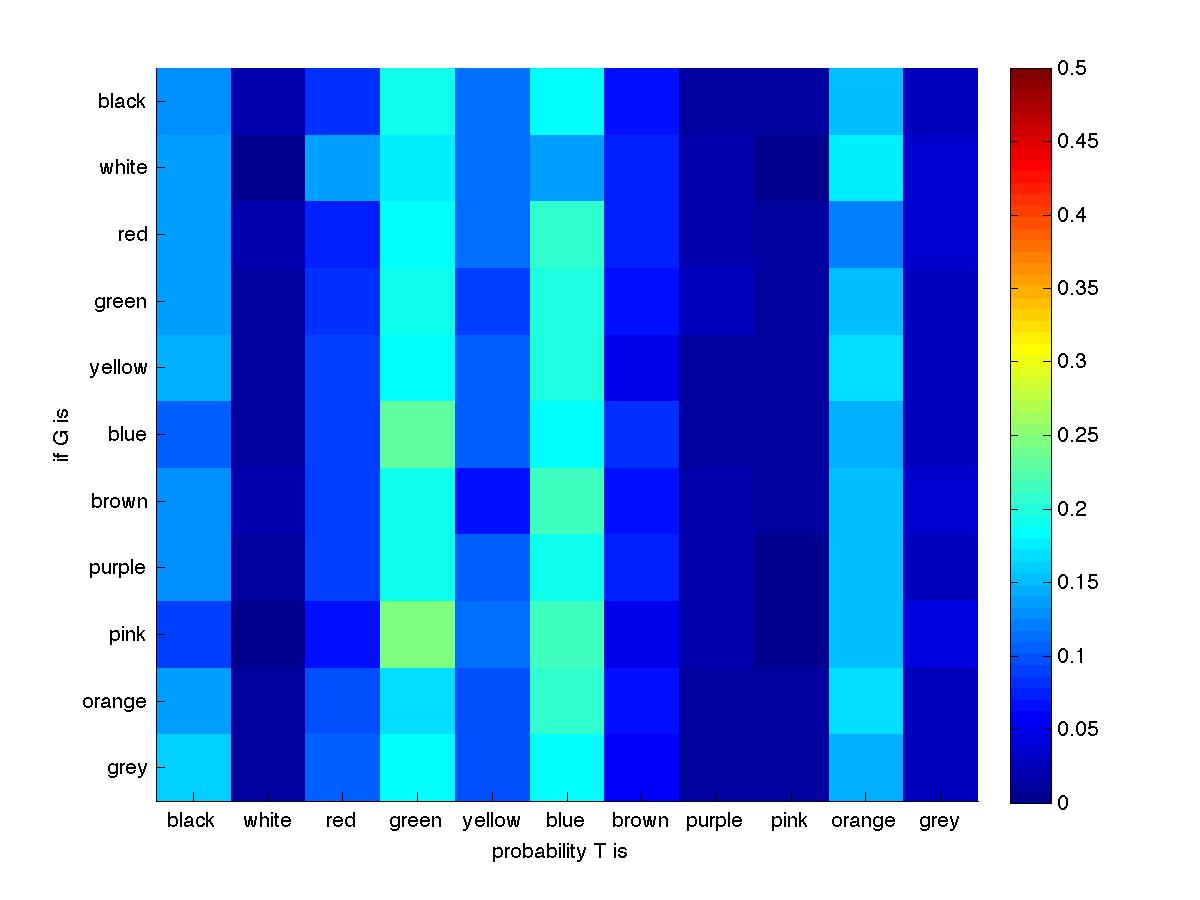 black
white
red
green
yellow
blue
brown
purple
pink
orange
grey
if G is
black white red green yellow blue brown purple pink orange grey
probability T is
0.5
0.45
0.4
0.35
0.3
0.25
0.2
0.15
0.1
0.05
0